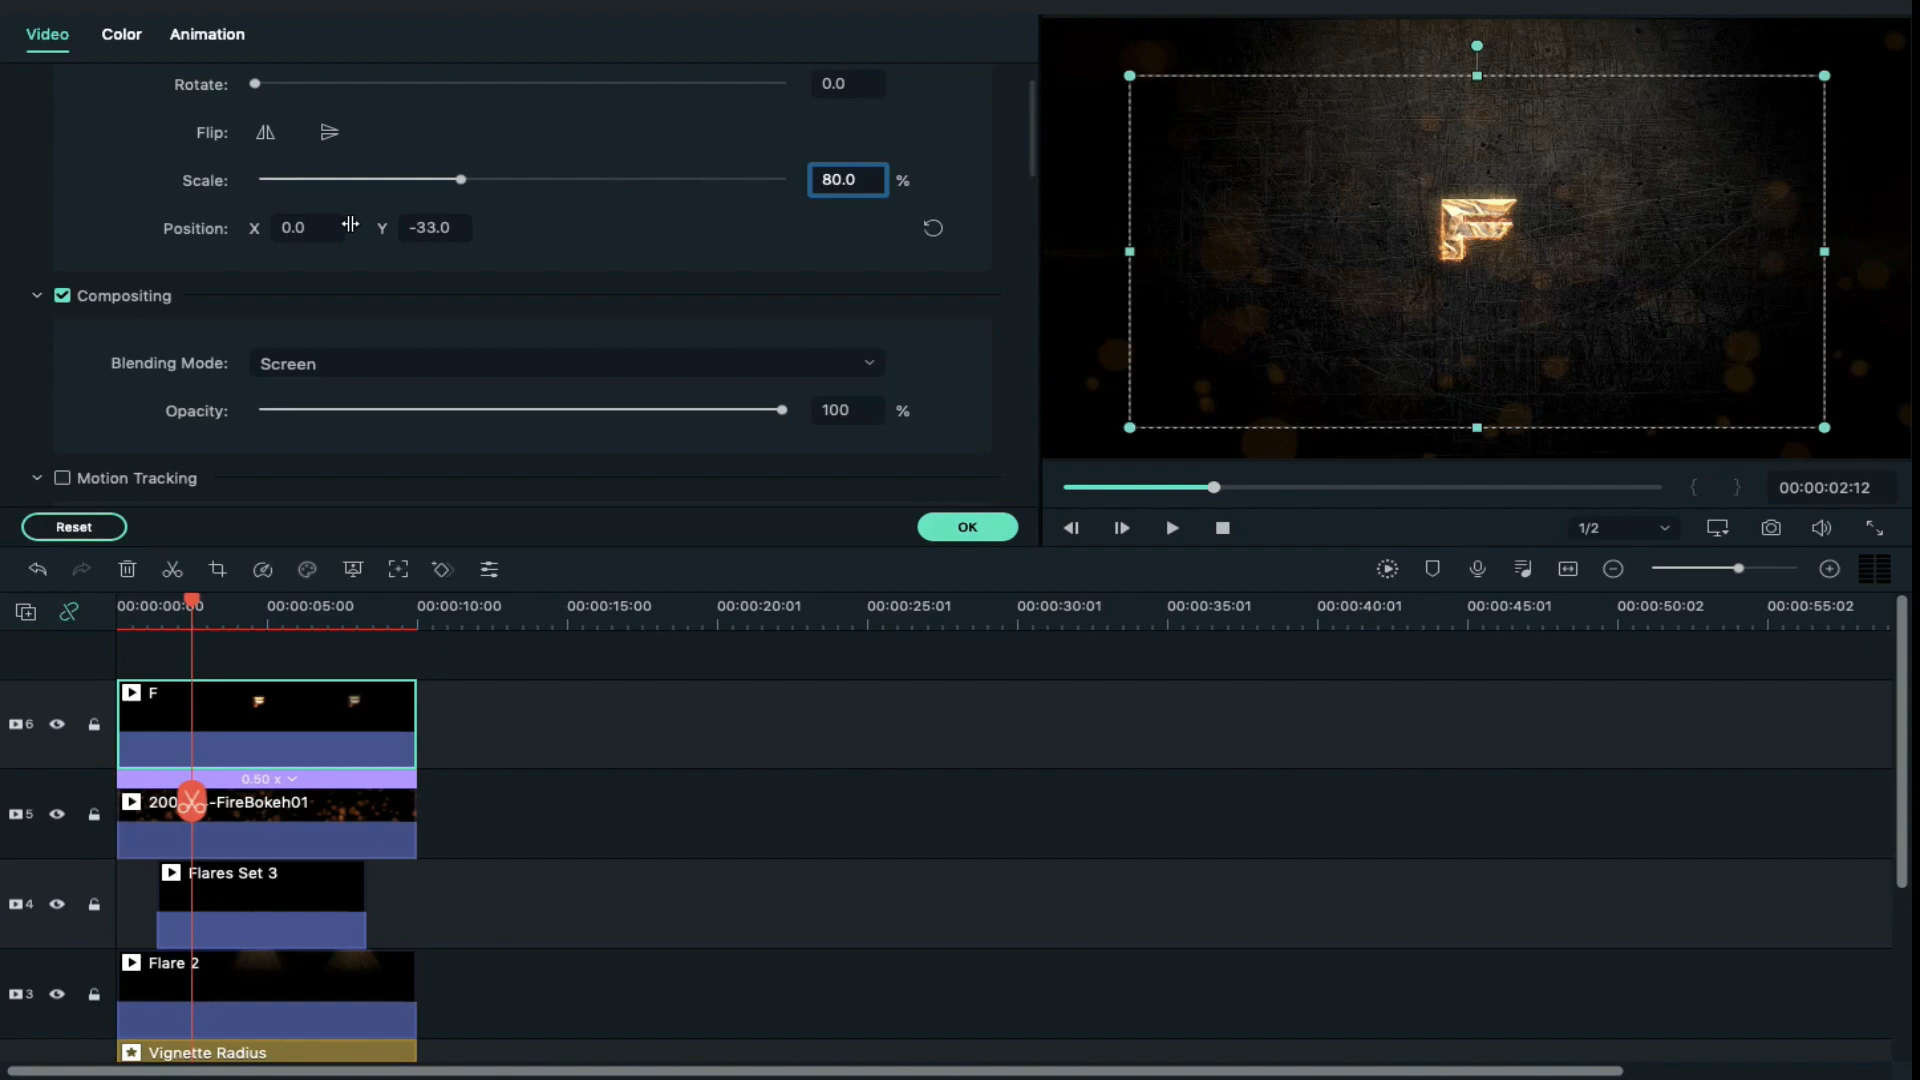 Video Color Animation
Rotate: 0.0
Flip:
Scale: 80.0 %
Position: X 0.0 Y -33.0
Compositing
Blending Mode: Screen
Opacity: 100 %
Motion Tracking
Reset OK
F
{ } 00:00:02:12
1/2
00:00:00:00 00:00:05:00 00:00:10:00 00:00:15:00 00:00:20:01 00:00:25:01 00:00:30:01 00:00:35:01 00:00:40:01 00:00:45:01 00:00:50:02 00:00:55:02
F
6
0.50 x
200 -FireBokeh01
5
Flares Set 3
4
Flare 2
3
Vignette Radius